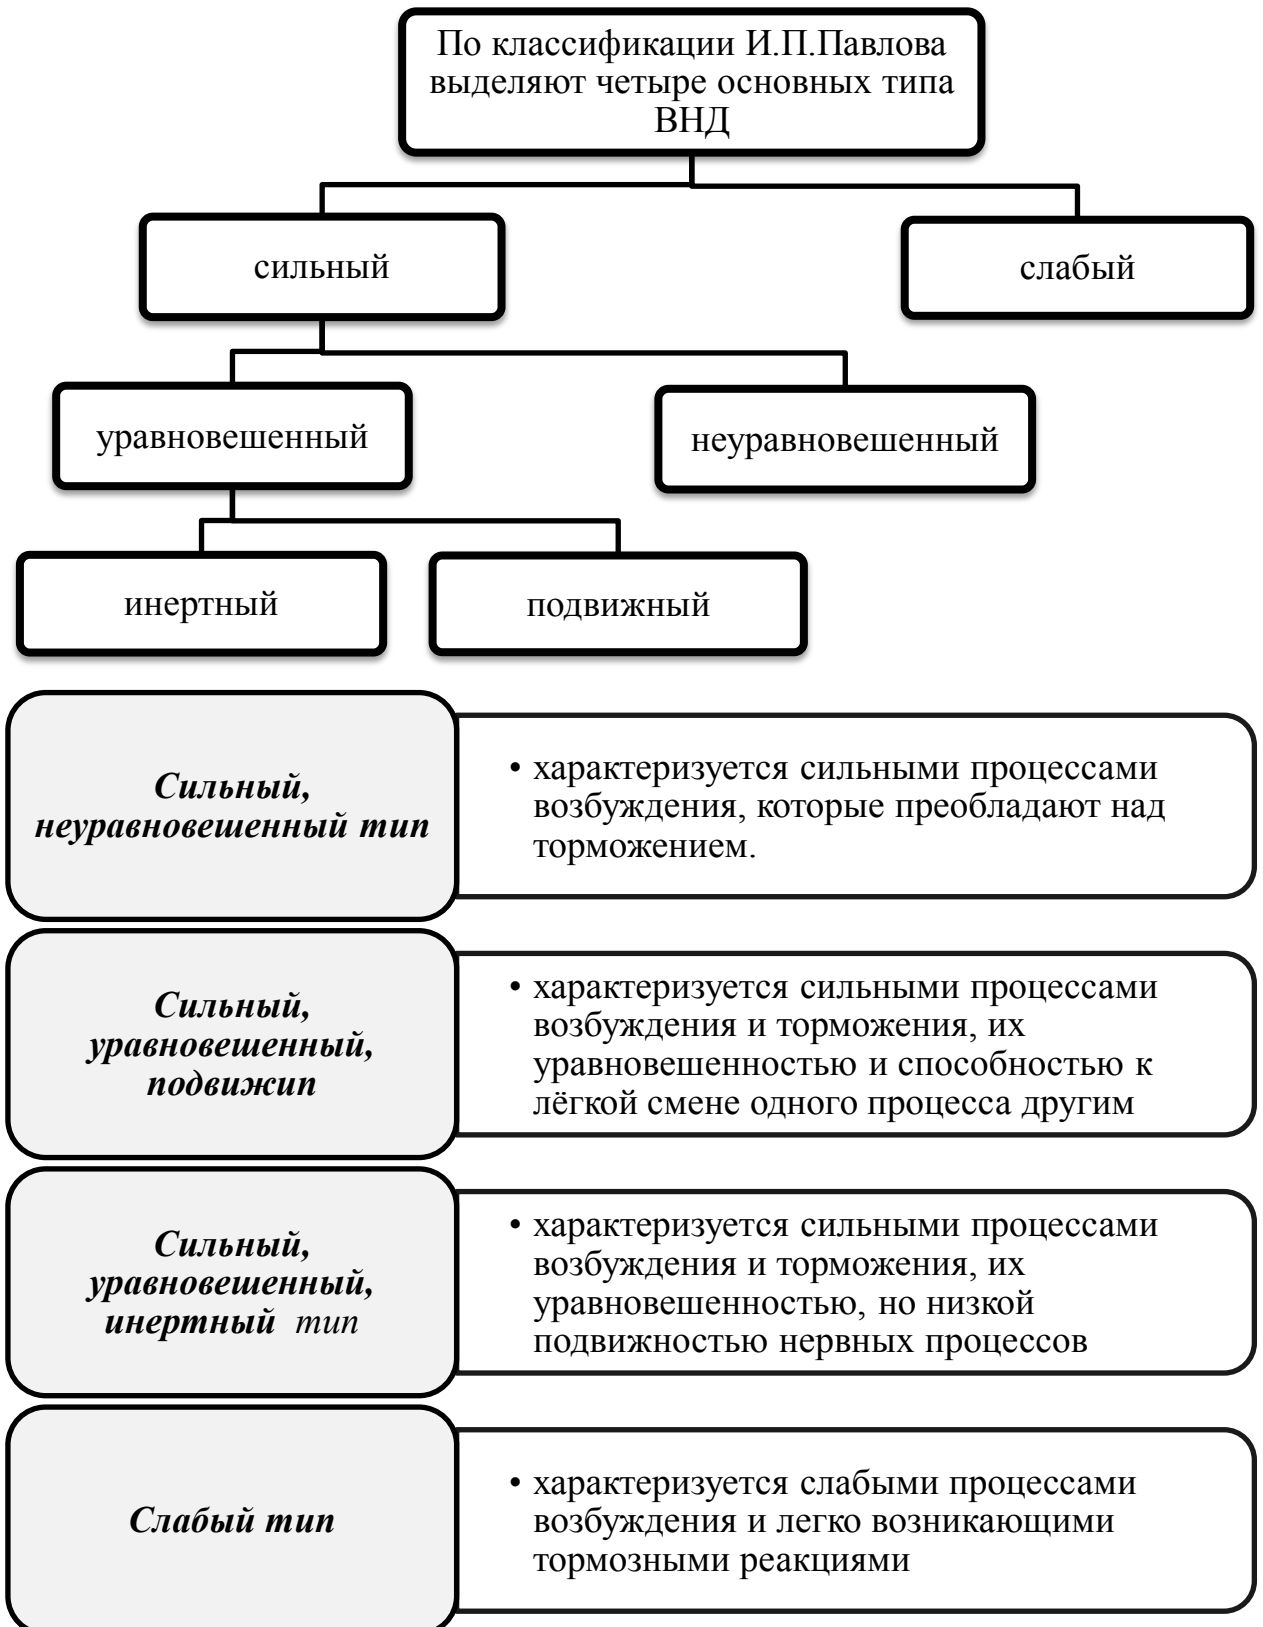 По классификации И.П.Павлова
выделяют четыре основных типа
ВНД
сильный
слабый
уравновешенный
неуравновешенный
инертный
подвижный
Сильный,
неуравновешенный тип
• характеризуется сильными процессами
возбуждения, которые преобладают над
торможением.
Сильный,
уравновешенный,
подвижип
• характеризуется сильными процессами
возбуждения и торможения, их
уравновешенностью и способностью к
лёгкой смене одного процесса другим
Сильный,
уравновешенный,
инертный тип
• характеризуется сильными процессами
возбуждения и торможения, их
уравновешенностью, но низкой
подвижностью нервных процессов
Слабый тип
• характеризуется слабыми процессами
возбуждения и легко возникающими
тормозными реакциями